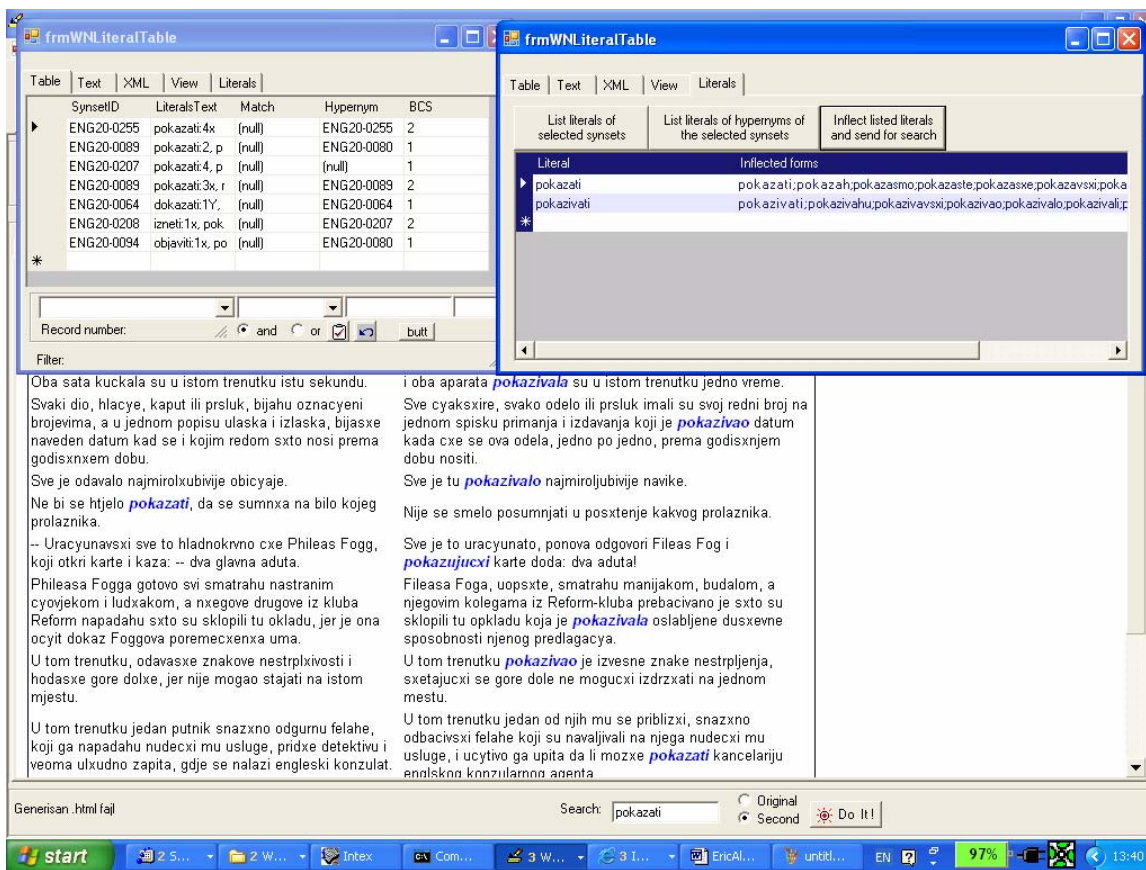 frmWNLiteralTable
Table Text XML View Literals
SynsetID LiteralsText Match Hypernym BCS
ENG20-0255 pokazati:4x (null) ENG20-0255 2
ENG20-0089 pokazati:2, p (null) ENG20-0080 1
ENG20-0207 pokazati:4, p (null) (null) 1
ENG20-0089 pokazati:3x, r (null) ENG20-0089 2
ENG20-0064 dokazati:1Y, (null) ENG20-0064 1
ENG20-0208 izneti:1x, pok (null) ENG20-0207 2
ENG20-0094 objaviti:1x, po (null) ENG20-0080 1
Record number: and or butt
Filter:
frmWNLiteralTable
Table Text XML View Literals
List literals of
selected synsets
List literals of hypernyms of
the selected synsets
Inflect listed literals
and send for search
Literal Inflected forms
pokazati pokazati;pokazah;pokazasmo;pokazaste;pokazasxe;pokazavsxi;poka
pokazivati pokazivati;pokazivahu;pokazivavsxi;pokazivao;pokazivalo;pokazivali;p
Oba sata kuckala su u istom trenutku istu sekundu.
i oba aparata pokazivala su u istom trenutku jedno vreme.
Svaki dio, hlacye, kaput ili prsluk, bijahu oznacyeni
brojevima, a u jednom popisu ulaska i izlaska, bijasxe
naveden datum kad se i kojim redom sxto nosi prema
godisxnxem dobu.
Sve cyaksxire, svako odelo ili prsluk imali su svoj redni broj na
jednom spisku primanja i izdavanja koji je pokazivao datum
kada cxe se ova odela, jedno po jedno, prema godisxnjem
dobu nositi.
Sve je odavalo najmirolxubivije obicyaje.
Sve je tu pokazivalo najmiroljubivije navike.
Ne bi se htjelo pokazati, da se sumnxa na bilo kojeg
prolaznika.
Nije se smelo posumnjati u posxtenje kakvog prolaznika.
-- Uracyunavsxi sve to hladnokrvno cxe Phileas Fogg,
koji otkri karte i kaza: -- dva glavna aduta.
Sve je to uracyunato, ponova odgovori Fileas Fog i
pokazujucxi karte doda: dva aduta!
Phileasa Fogga gotovo svi smatrahu nastranim
cyovjekom i ludxakom, a nxegove drugove iz kluba
Reform napadahu sxto su sklopili tu okladu, jer je ona
ocyit dokaz Foggova poremecxenxa uma.
Fileasa Foga, uopsxte, smatrahu manijakom, budalom, a
njegovim kolegama iz Reform-kluba prebacivano je sxto su
sklopili tu opkladu koja je pokazivala oslabljene dusxevne
sposobnosti njenog predlagacya.
U tom trenutku, odavasxe znakove nestrplxivosti i
hodasxe gore dolxe, jer nije mogao stajati na istom
mjestu.
U tom trenutku pokazivao je izvesne znake nestrpljenja,
sxetajucxi se gore dole ne mogucxi izdrzxati na jednom
mestu.
U tom trenutku jedan putnik snazxno odgurnu felahe,
koji ga napadahu nudecxi mu usluge, pridxe detektivu i
veoma ulxudno zapita, gdje se nalazi engleski konzulat.
U tom trenutku jedan od njih mu se priblizxi, snazxno
odbacivsxi felahe koji su navaljivali na njega nudecxi mu
usluge, i ucytivo ga upita da li mozxe pokazati kancelariju
engleskog konzularnog agenta
Generisan .html fajl
Search: pokazati Original
Second
Do It!
start 2 S... 2 W... Intex Com... 3 W... 3 I... EricAl... untitl... EN 97% 13:40